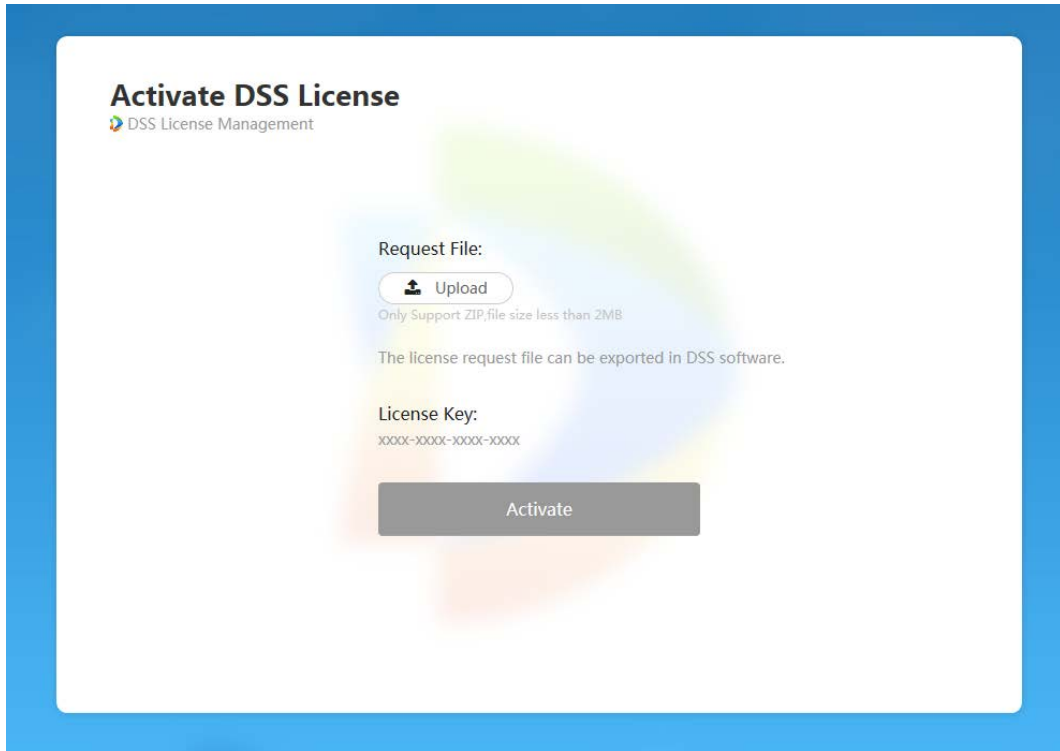 Activate DSS License
DSS License Management
Request File:
Upload
Only Support ZIP,file size less than 2MB
The license request file can be exported in DSS software.
License Key:
xxxx-xxxx-xxxx-xxxx
Activate